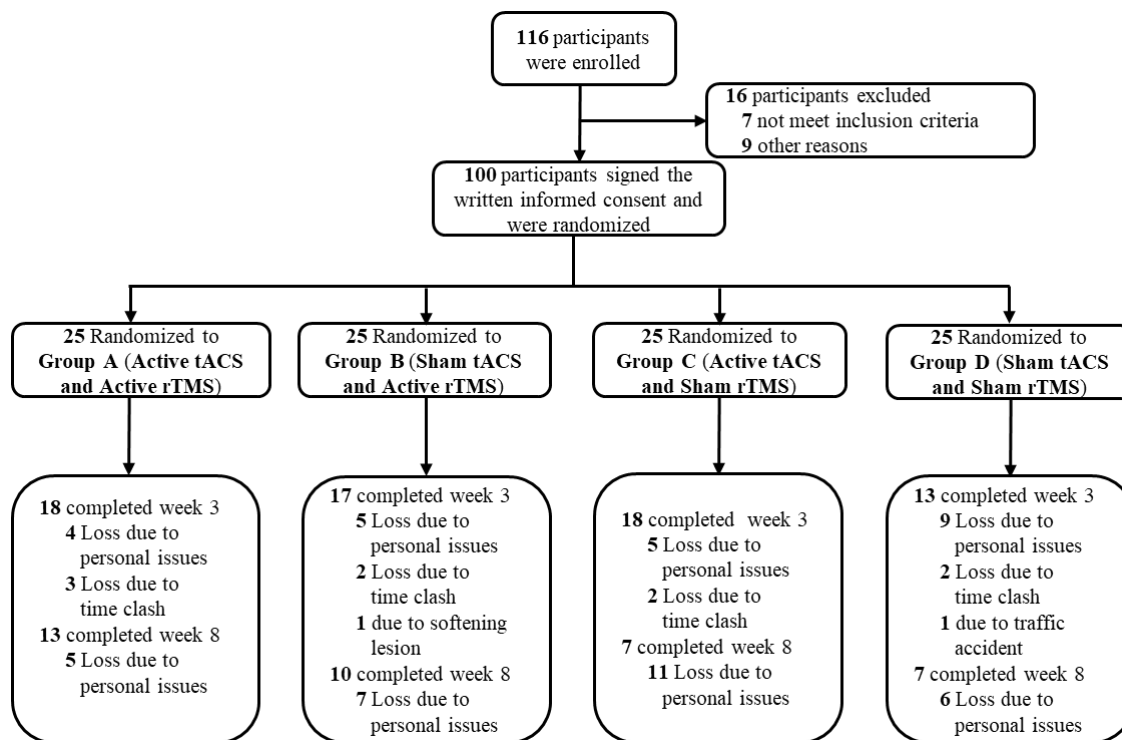 116 participants
were enrolled
16 participants excluded
7 not meet inclusion criteria
9 other reasons
100 participants signed the
written informed consent and
were randomized
25 Randomized to
Group A (Active tACS
and Active rTMS)
25 Randomized to
Group B (Sham tACS
and Active rTMS)
25 Randomized to
Group C (Active tACS
and Sham rTMS)
25 Randomized to
Group D (Sham tACS
and Sham rTMS)
18 completed week 3
4 Loss due to
personal issues
3 Loss due to
time clash
13 completed week 8
5 Loss due to
personal issues
17 completed week 3
5 Loss due to
personal issues
2 Loss due to
time clash
1 due to softening
lesion
10 completed week 8
7 Loss due to
personal issues
18 completed week 3
5 Loss due to
personal issues
2 Loss due to
time clash
7 completed week 8
11 Loss due to
personal issues
13 completed week 3
9 Loss due to
personal issues
2 Loss due to
time clash
1 due to traffic
accident
7 completed week 8
6 Loss due to
personal issues